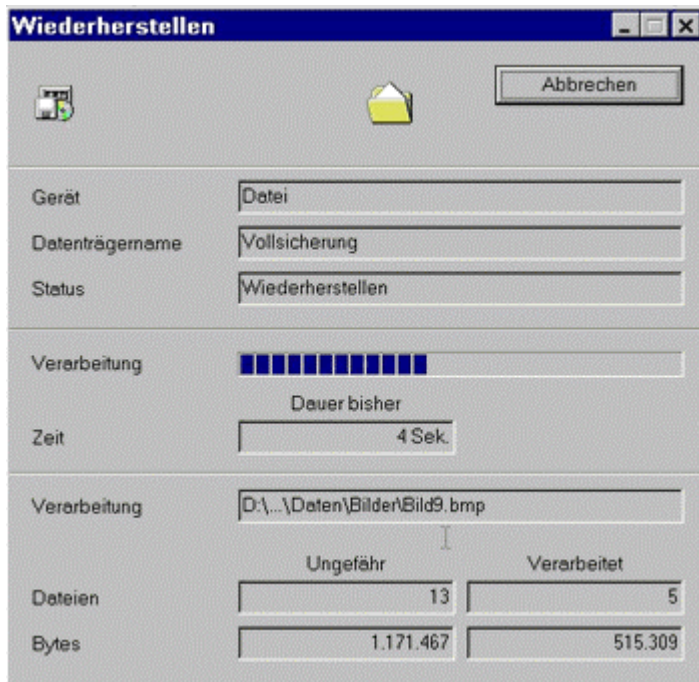 Wiederherstellen
Abbrechen
Gerät Datei
Datenträgername Vollsicherung
Status Wiederherstellen
Verarbeitung
Dauer bisher
Zeit 4 Sek.
Verarbeitung D:\...\Daten\Bilder\Bild9.bmp
Ungefähr Verarbeitet
Dateien 13 5
Bytes 1.171.467 515.309